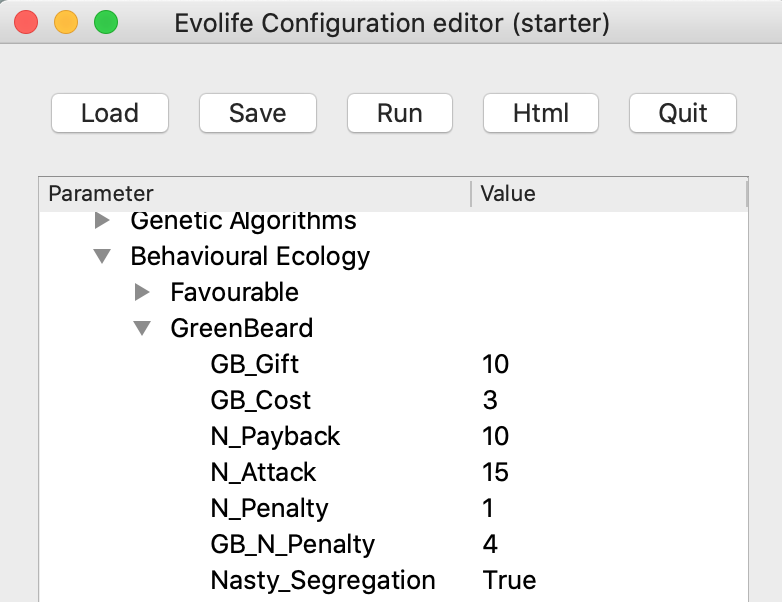 Evolife Configuration editor (starter)
Load Save Run Html Quit
Parameter Value
Genetic Algorithms
Behavioural Ecology
Favourable
GreenBeard
GB_Gift 10
GB_Cost 3
N_Payback 10
N_Attack 15
N_Penalty 1
GB_N_Penalty 4
Nasty_Segregation True